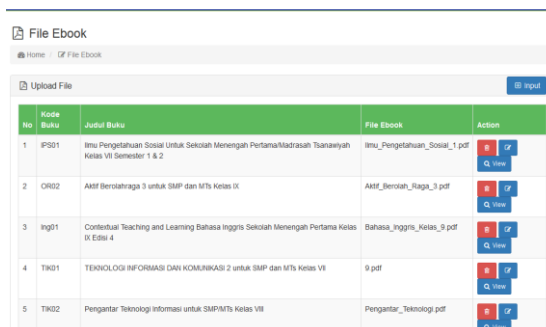 File Ebook
Home / File Ebook
Upload File
Input
No Kode Buku Judul Buku File Ebook Action
1 IPS01 Ilmu Pengetahuan Sosial Untuk Sekolah Menengah Pertama/Madrasah Tsanawiyah Ilmu_Pengetahuan_Sosial_1.pdf
Kelas VII Semester 1 & 2
View
2 OR02 Aktif Berolahraga 3 untuk SMP dan MTs Kelas IX Aktif_Berolah_Raga_3.pdf
View
3 Ing01 Contextual Teaching and Learning Bahasa Inggris Sekolah Menengah Pertama Kelas Bahasa_Inggris_Kelas_9.pdf
IX Edisi 4
View
4 TIK01 TEKNOLOGI INFORMASI DAN KOMUNIKASI 2 untuk SMP dan MTs Kelas VII 9.pdf
View
5 TIK02 Pengantar Teknologi Informasi untuk SMP/MTs Kelas VIII Pengantar_Teknologi.pdf
View